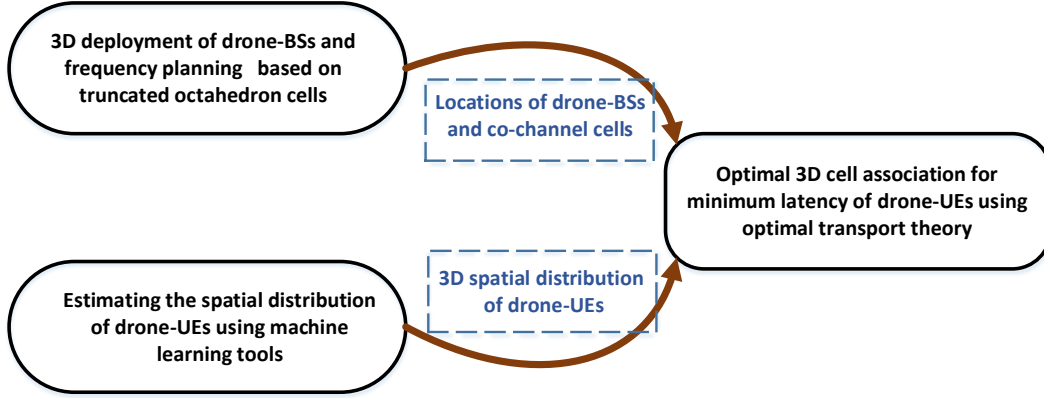 3D deployment of drone-BSs and
frequency planning based on
truncated octahedron cells
Locations of drone-BSs
and co-channel cells
Optimal 3D cell association for
minimum latency of drone-UEs using
optimal transport theory
3D spatial distribution
of drone-UEs
Estimating the spatial distribution
of drone-UEs using machine
learning tools